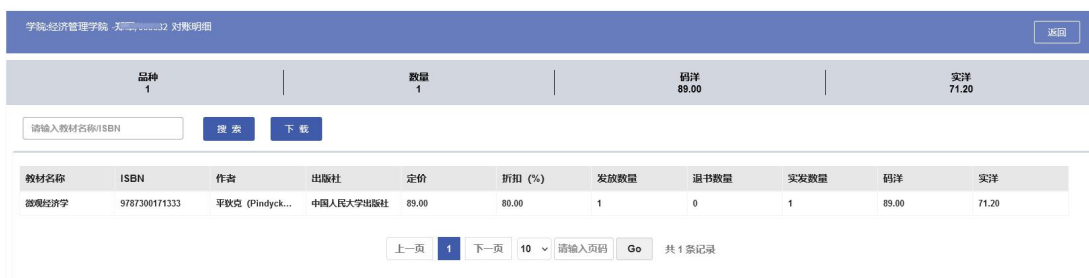 学院:经济管理学院 - 32 对账明细
返回
品种 数量 码洋 实洋
1 1 89.00 71.20
请输入教材名称/ISBN 搜 索 下 载
教材名称 ISBN 作者 出版社 定价 折扣 (%) 发放数量 退书数量 实发数量 码洋 实洋
微观经济学 9787300171333 平狄克 (Pindyck... 中国人民大学出版社 89.00 80.00 1 0 1 89.00 71.20
上一页 1 下一页 10 请输入页码 Go 共 1 条记录